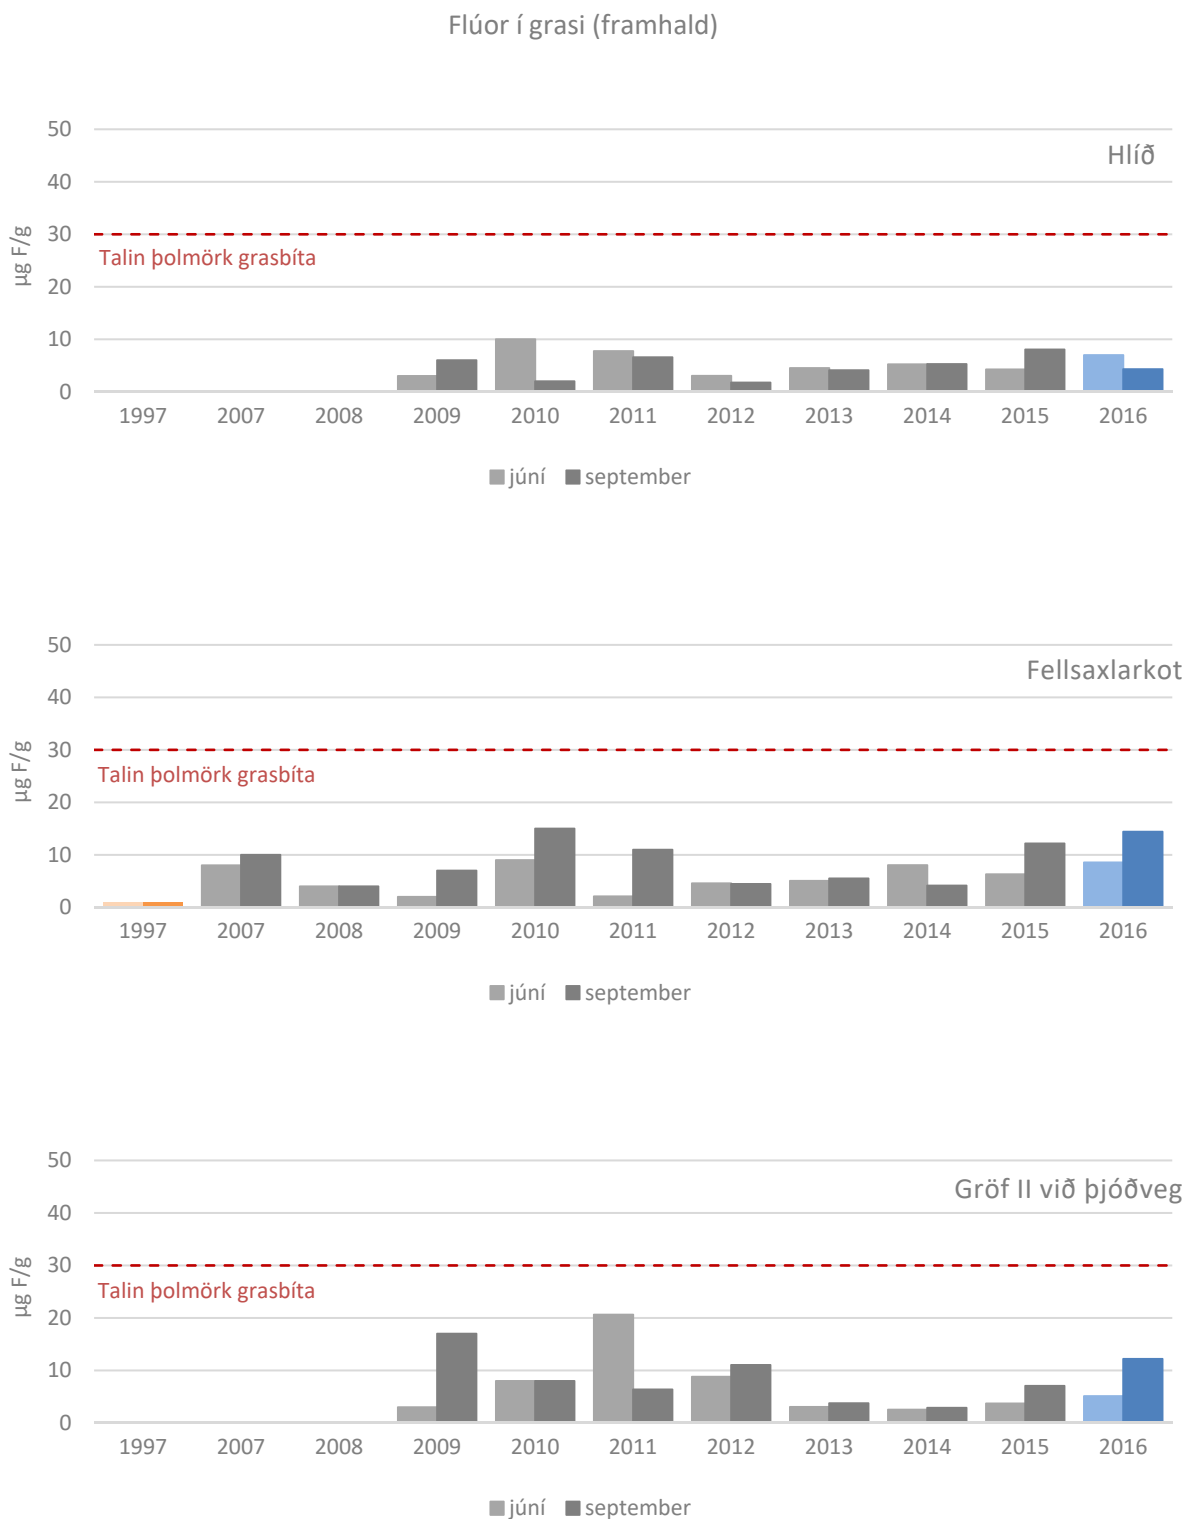 Flúor í grasi (framhald)
50
Hlíð
40
30
Talin þolmörk grasbíta
µg F/g
20
10
0
1997 2007 2008 2009 2010 2011 2012 2013 2014 2015 2016
júní september
50
Fellsaxlarkot
40
30
Talin þolmörk grasbíta
µg F/g
20
10
0
1997 2007 2008 2009 2010 2011 2012 2013 2014 2015 2016
júní september
50
Gröf II við þjóðveg
40
30
Talin þolmörk grasbíta
µg F/g
20
10
0
1997 2007 2008 2009 2010 2011 2012 2013 2014 2015 2016
júní september